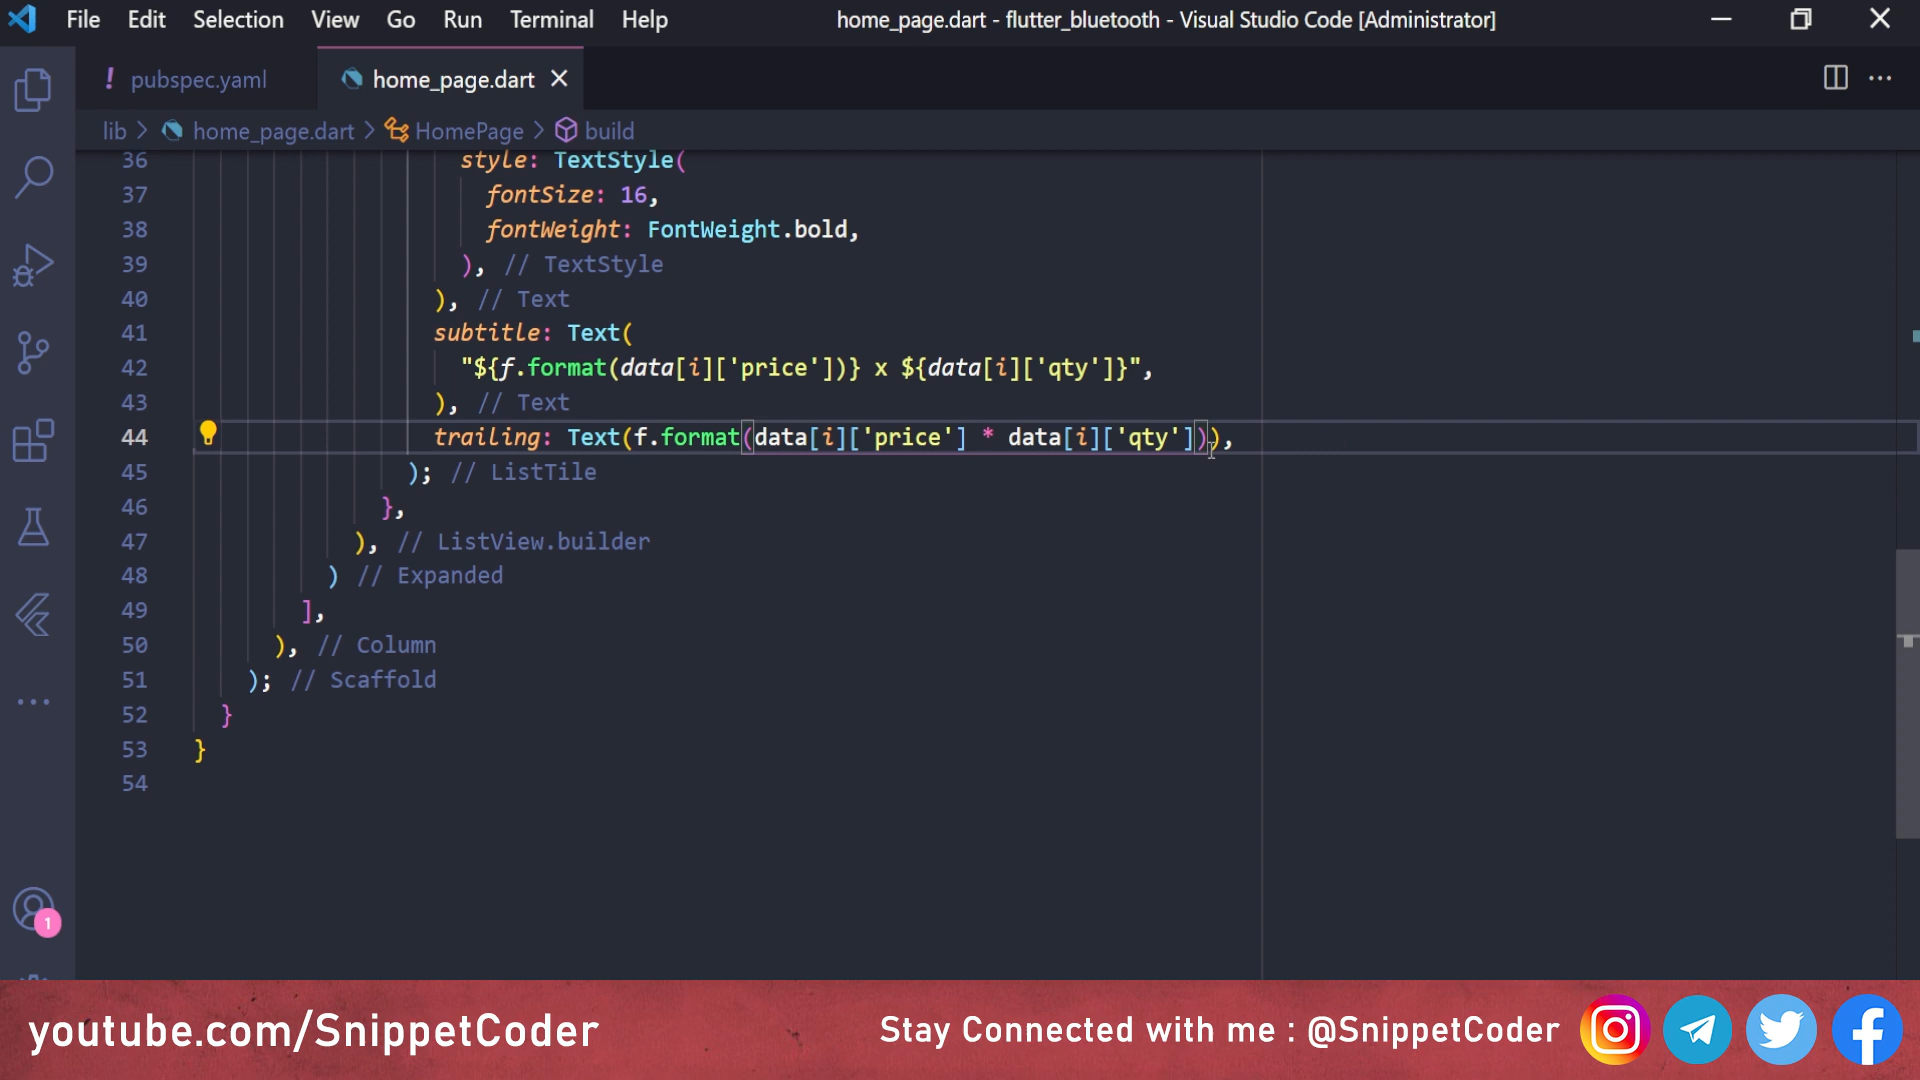 File Edit Selection View Go Run Terminal Help home_page.dart - flutter_bluetooth - Visual Studio Code [Administrator]
! pubspec.yaml home_page.dart
lib > home_page.dart > HomePage > build
36 style: TextStyle(
37 fontSize: 16,
38 fontWeight: FontWeight.bold,
39 ), // TextStyle
40 ), // Text
41 subtitle: Text(
42 "${f.format(data[i]['price'])} x ${data[i]['qty']}",
43 ), // Text
44 trailing: Text(f.format(data[i]['price'] * data[i]['qty'])),
45 ); // ListTile
46 },
47 ), // ListView.builder
48 ) // Expanded
49 ],
50 ), // Column
51 ); // Scaffold
52 }
53 }
54
1
youtube.com/SnippetCoder Stay Connected with me : @SnippetCoder